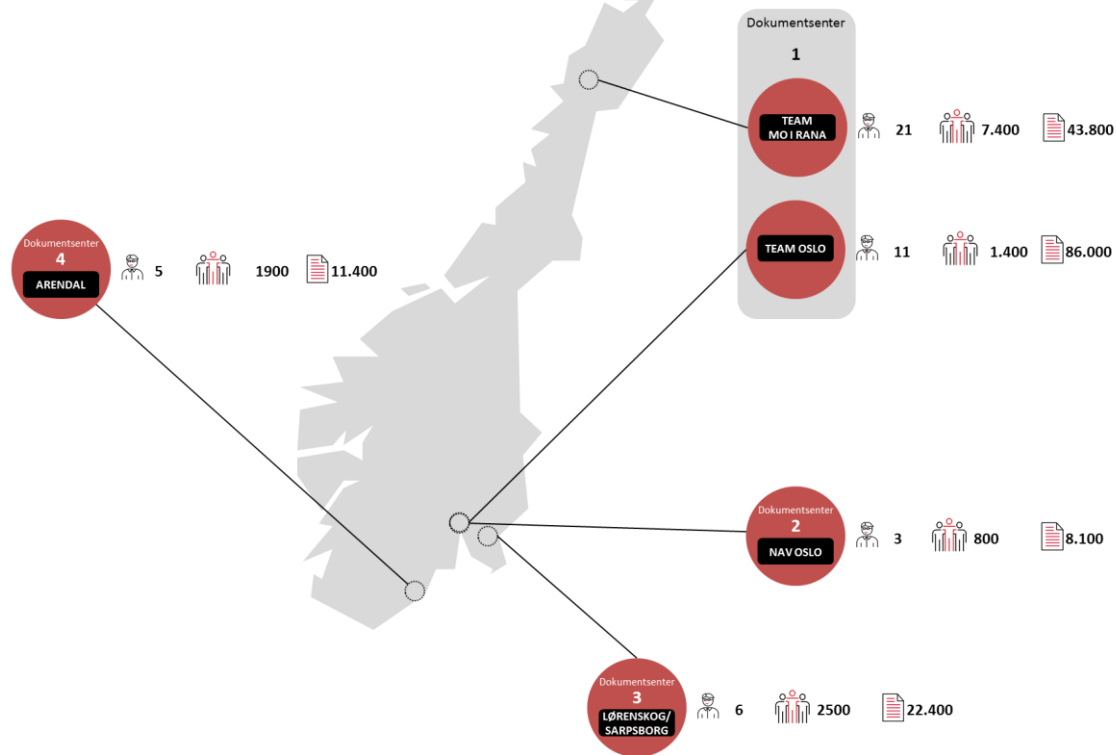 Dokumentsenter
1
TEAM
MO I RANA
21 7.400 43.800
TEAM OSLO
11 1.400 86.000
Dokumentsenter
4
ARENDAL
5 1900 11.400
Dokumentsenter
2
NAV OSLO
3 800 8.100
Dokumentsenter
3
LØRENSKOG/
SARPSBORG
6 2500 22.400